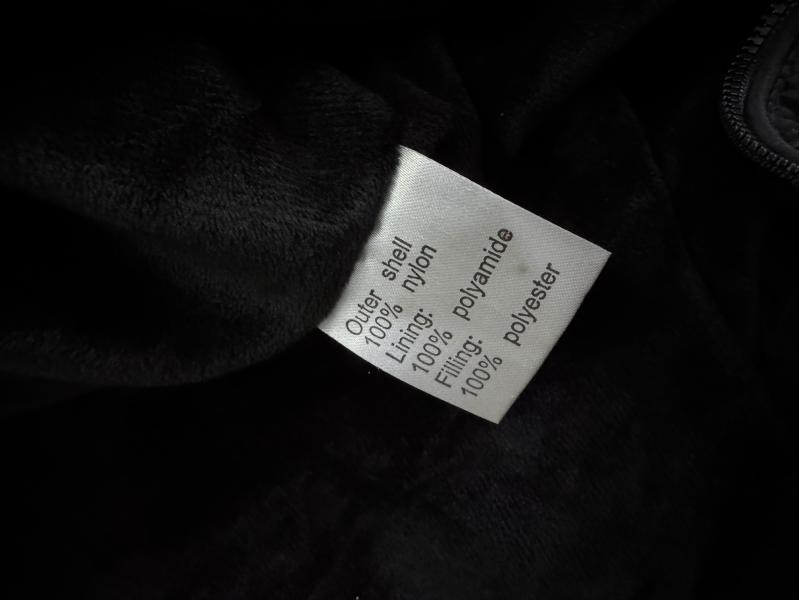 Outer shell
100% nylon
Lining:
100% polyamide
Filling:
100% polyester